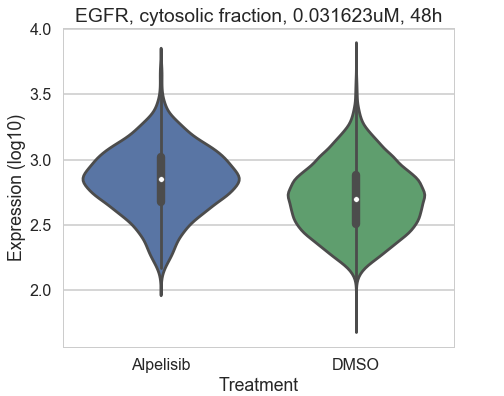 EGFR, cytosolic fraction, 0.031623uM, 48h
Expression (log10)
4.0
3.5
3.0
2.5
2.0
Alpelisib DMSO
Treatment